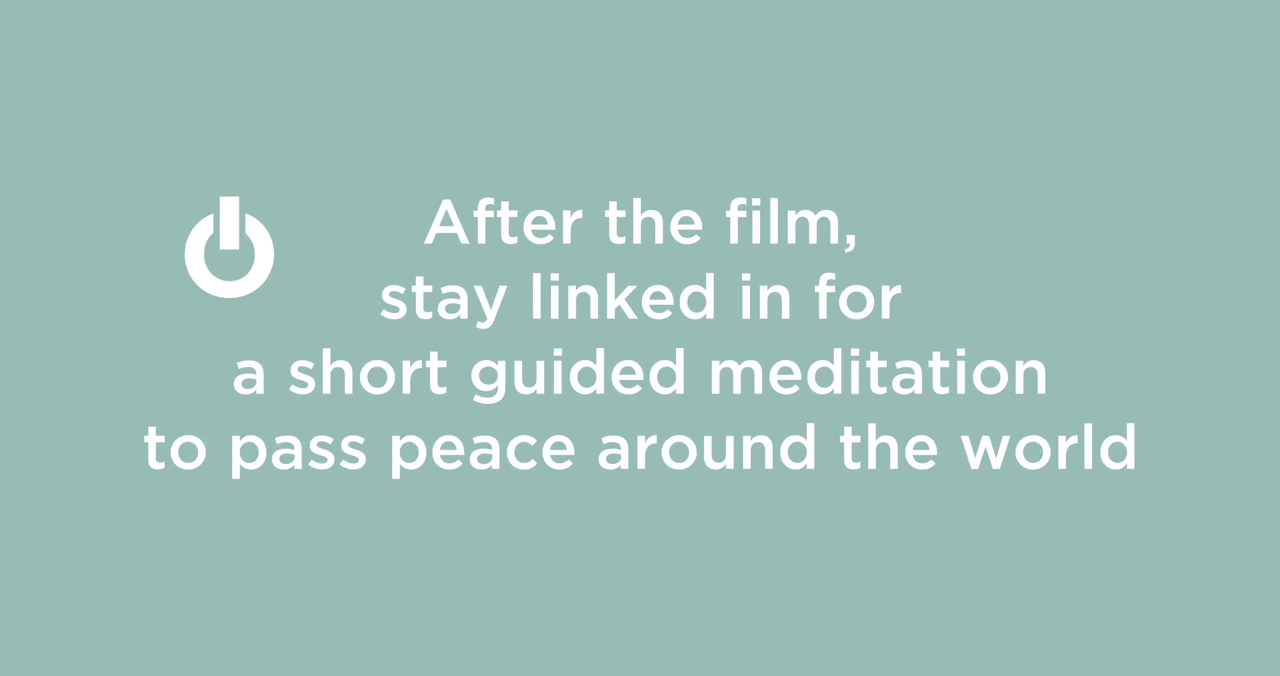 After the film,
stay linked in for
a short guided meditation
to pass peace around the world